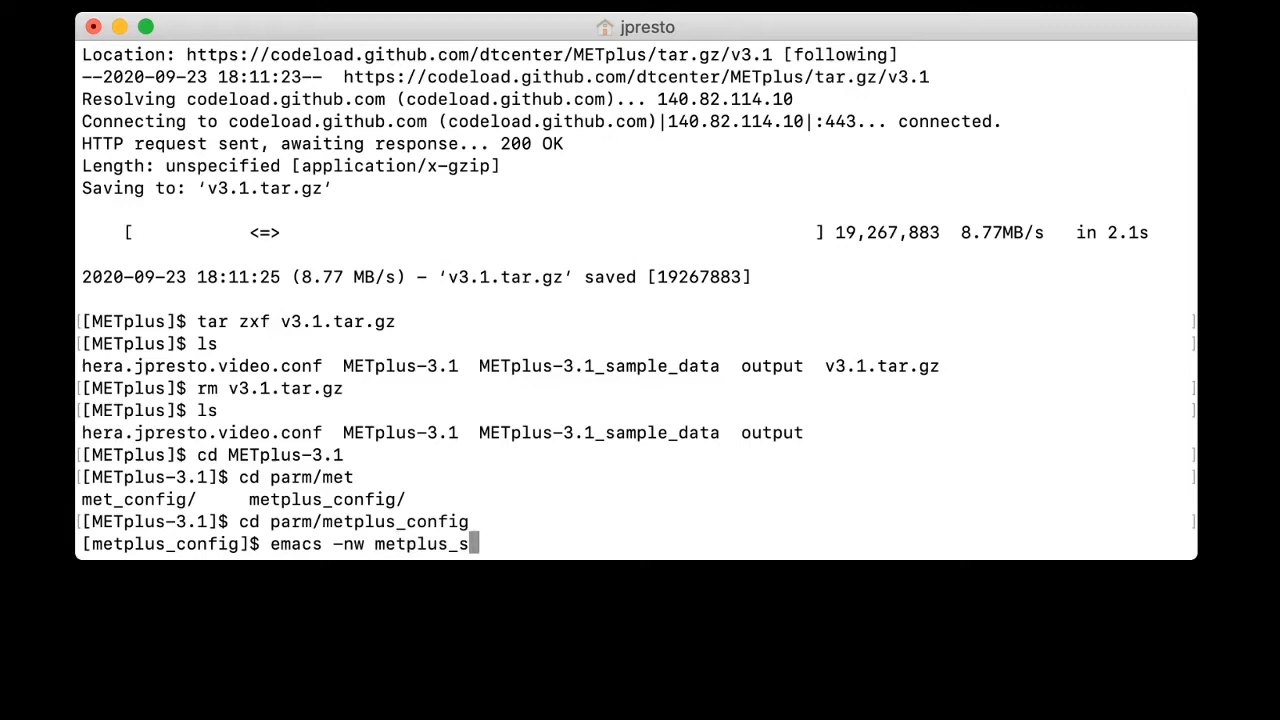 jpresto
Location: https://codeload.github.com/dtcenter/METplus/tar.gz/v3.1 [following]
--2020-09-23 18:11:23--  https://codeload.github.com/dtcenter/METplus/tar.gz/v3.1
Resolving codeload.github.com (codeload.github.com)... 140.82.114.10
Connecting to codeload.github.com (codeload.github.com)|140.82.114.10|:443... connected.
HTTP request sent, awaiting response... 200 OK
Length: unspecified [application/x-gzip]
Saving to: ‘v3.1.tar.gz’
[ <=> ] 19,267,883 8.77MB/s in 2.1s
2020-09-23 18:11:25 (8.77 MB/s) - ‘v3.1.tar.gz’ saved [19267883]
[[METplus]$ tar zxf v3.1.tar.gz ]
[[METplus]$ ls ]
hera.jpresto.video.conf METplus-3.1 METplus-3.1_sample_data output v3.1.tar.gz
[[METplus]$ rm v3.1.tar.gz ]
[[METplus]$ ls ]
hera.jpresto.video.conf METplus-3.1 METplus-3.1_sample_data output
[[METplus]$ cd METplus-3.1 ]
[[METplus-3.1]$ cd parm/met ]
met_config/ metplus_config/
[[METplus-3.1]$ cd parm/metplus_config ]
[metplus_config]$ emacs -nw metplus_s